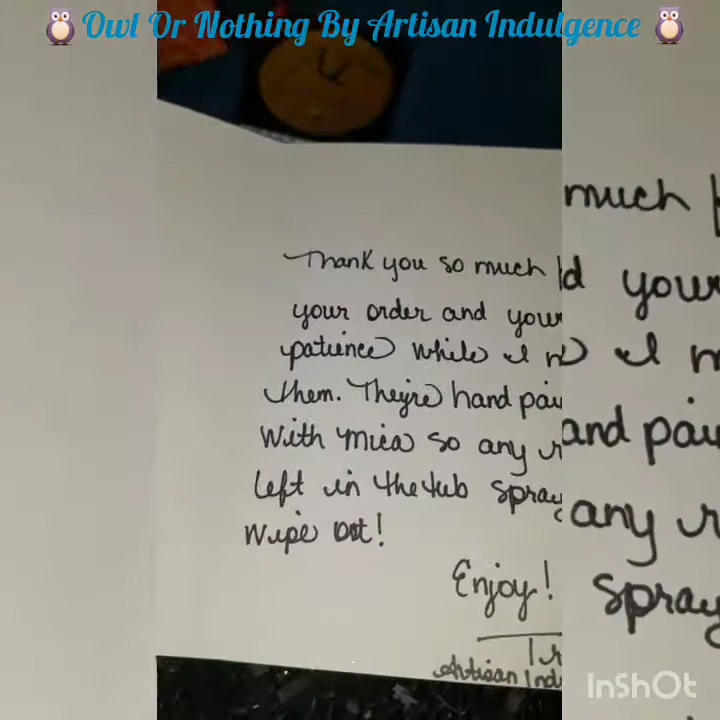 Owl Or Nothing By Artisan Indulgence
Thank you so much
your order and your
patience while I
them. They're hand pai
with mica so any r
left in the tub spray
wipe out!
Enjoy!
Artisan Ind
much
d your
I m
and pai
any r
spray
InShOt